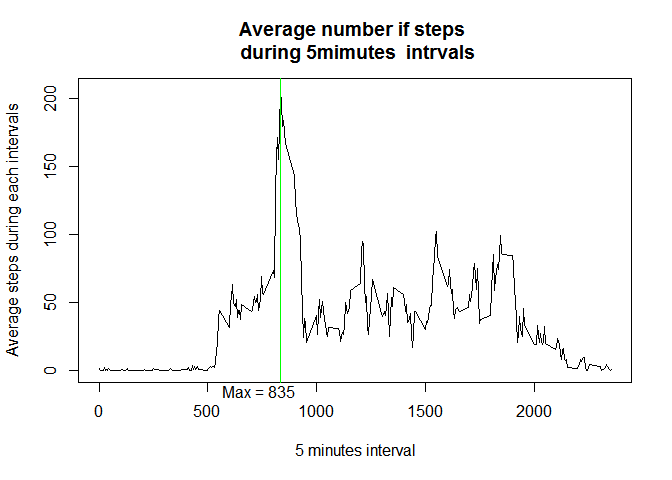 Average number if steps
during 5mimutes  intrvals
Average steps during each intervals
200
150
100
50
0
Max = 835
0
500
1000
1500
2000
5 minutes interval